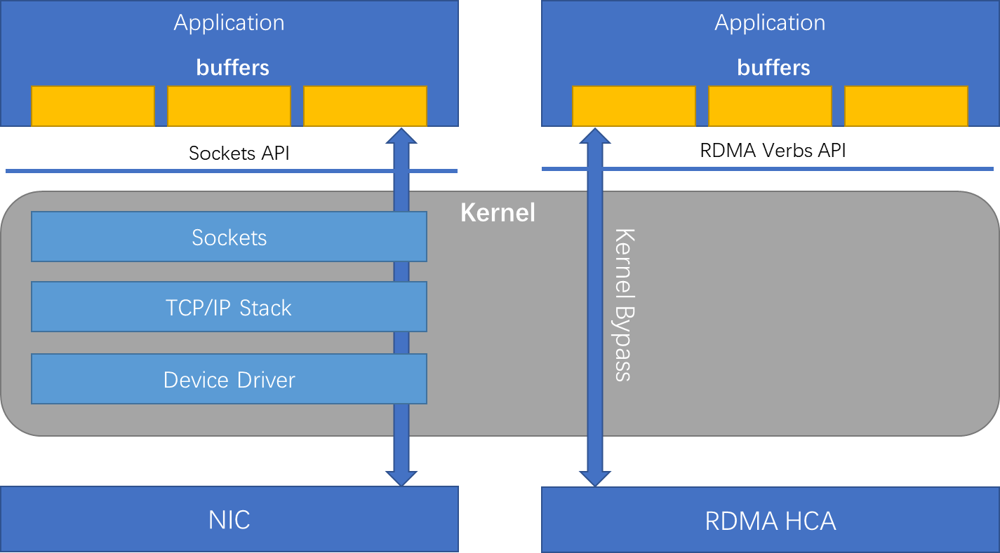 Application
buffers
Sockets API
Application
buffers
RDMA Verbs API
Kernel
Sockets
TCP/IP Stack
Device Driver
Kernel Bypass
NIC
RDMA HCA